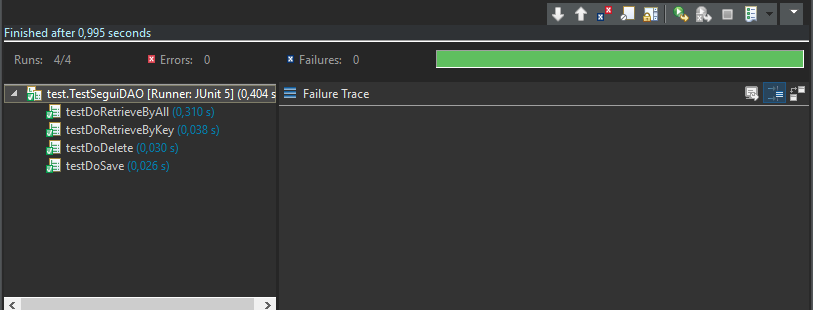 Finished after 0,995 seconds
Runs: 4/4 Errors: 0 Failures: 0
test.TestSeguiDAO [Runner: JUnit 5] (0,404 s
testDoRetrieveByAll (0,310 s)
testDoRetrieveByKey (0,038 s)
testDoDelete (0,030 s)
testDoSave (0,026 s)
Failure Trace